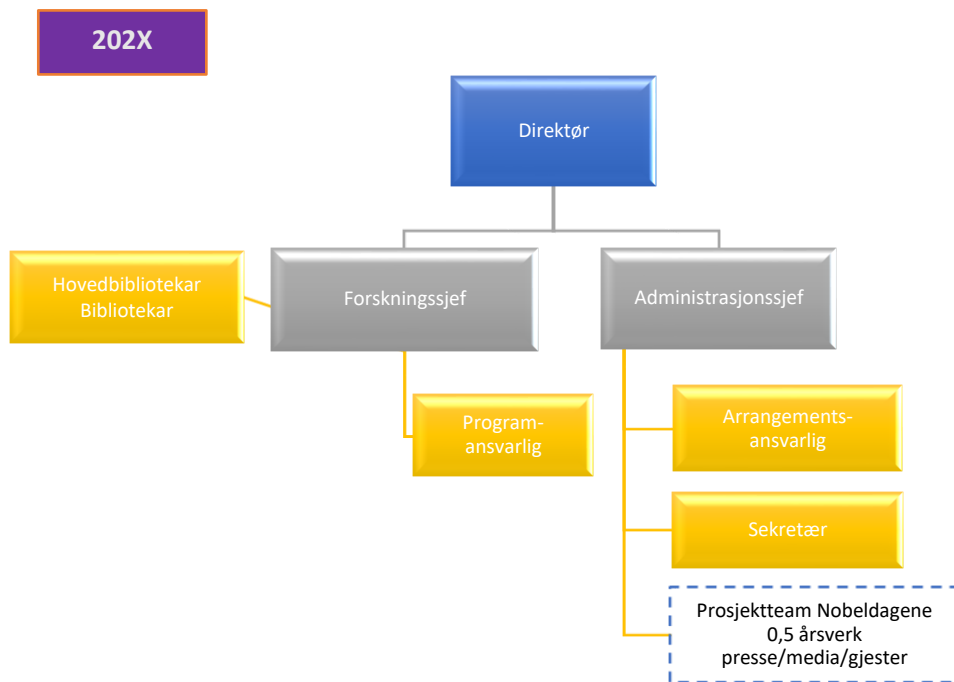 202X
Direktør
Hovedbibliotekar
Bibliotekar
Forskningssjef
Administrasjonssjef
Program-
ansvarlig
Arrangements-
ansvarlig
Sekretær
Prosjektteam Nobeldagene
0,5 årsverk
presse/media/gjester